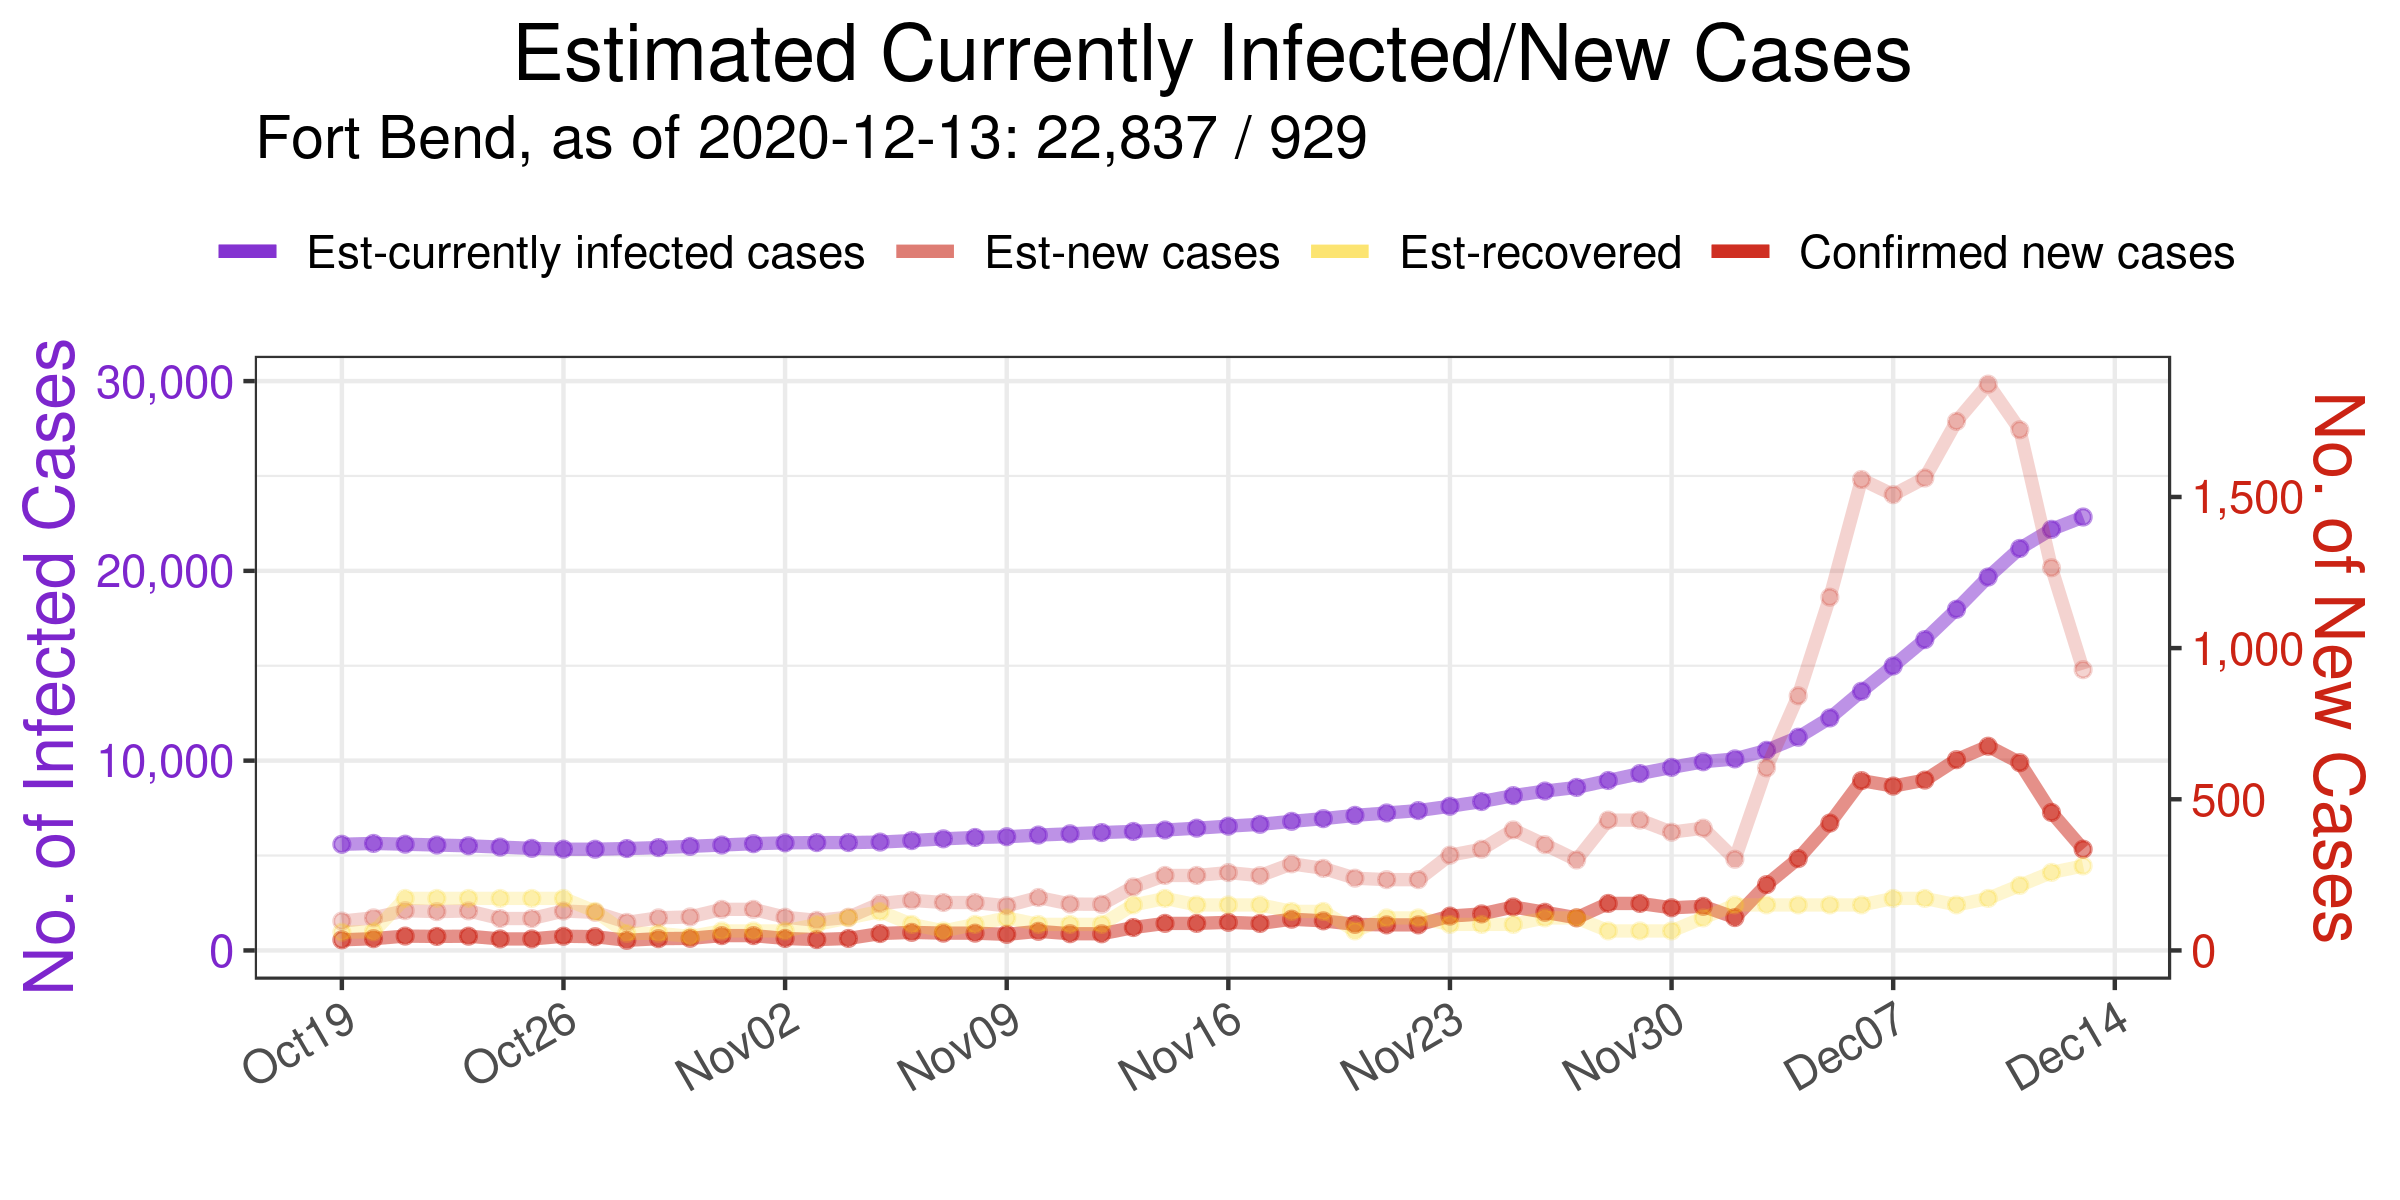 Estimated Currently Infected/New Cases
Fort Bend, as of 2020-12-13: 22,837 / 929
Est-currently infected cases Est-new cases Est-recovered Confirmed new cases
No. of Infected Cases
30,000
20,000
10,000
0
1,500
1,000
500
0
No. of New Cases
Oct19 Oct26 Nov02 Nov09 Nov16 Nov23 Nov30 Dec07 Dec14